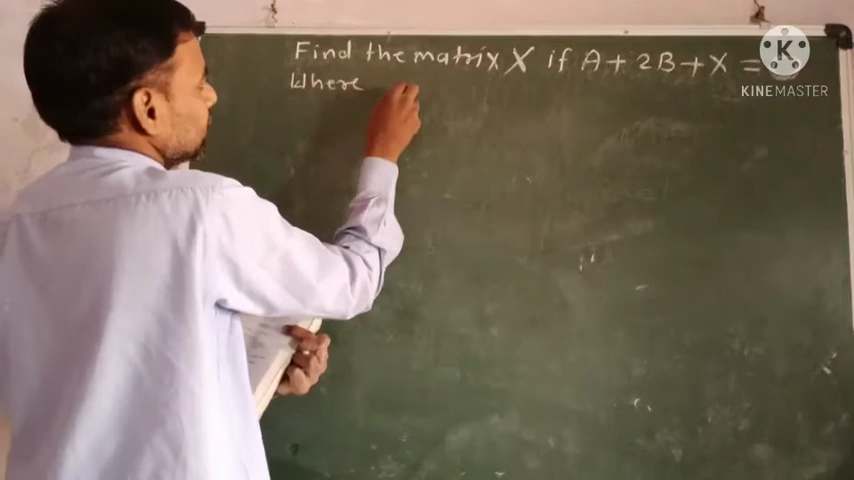 Find the matrix X if A + 2B + X =
Where
K
KINEMASTER